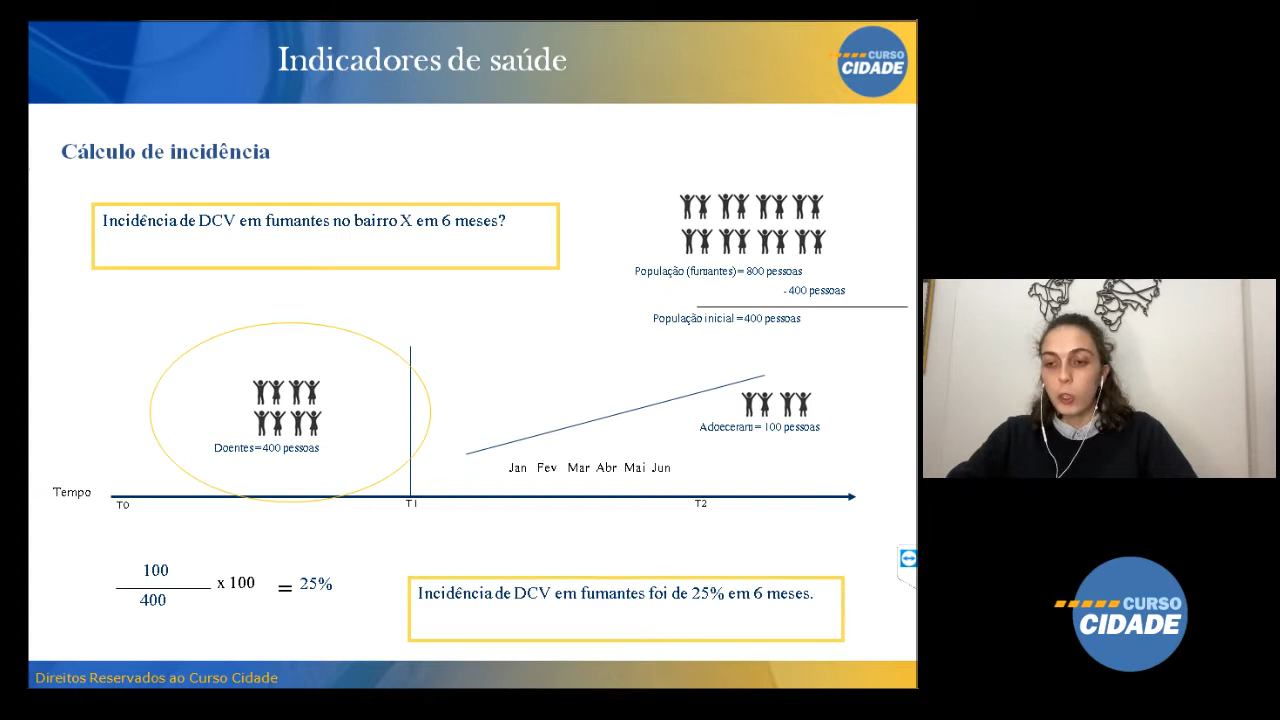 Indicadores de saúde
CURSO
CIDADE
Cálculo de incidência
Incidência de DCV em fumantes no bairro X em 6 meses?
População (fumantes) = 800 pessoas
- 400 pessoas
População inicial =400 pessoas
Doentes=400 pessoas
Adoeceram= 100 pessoas
Jan Fev Mar Abr Mai Jun
Tempo
T0
T1
T2
100
400
x 100
= 25%
Incidência de DCV em fumantes foi de 25% em 6 meses.
Direitos Reservados ao Curso Cidade
CURSO
CIDADE